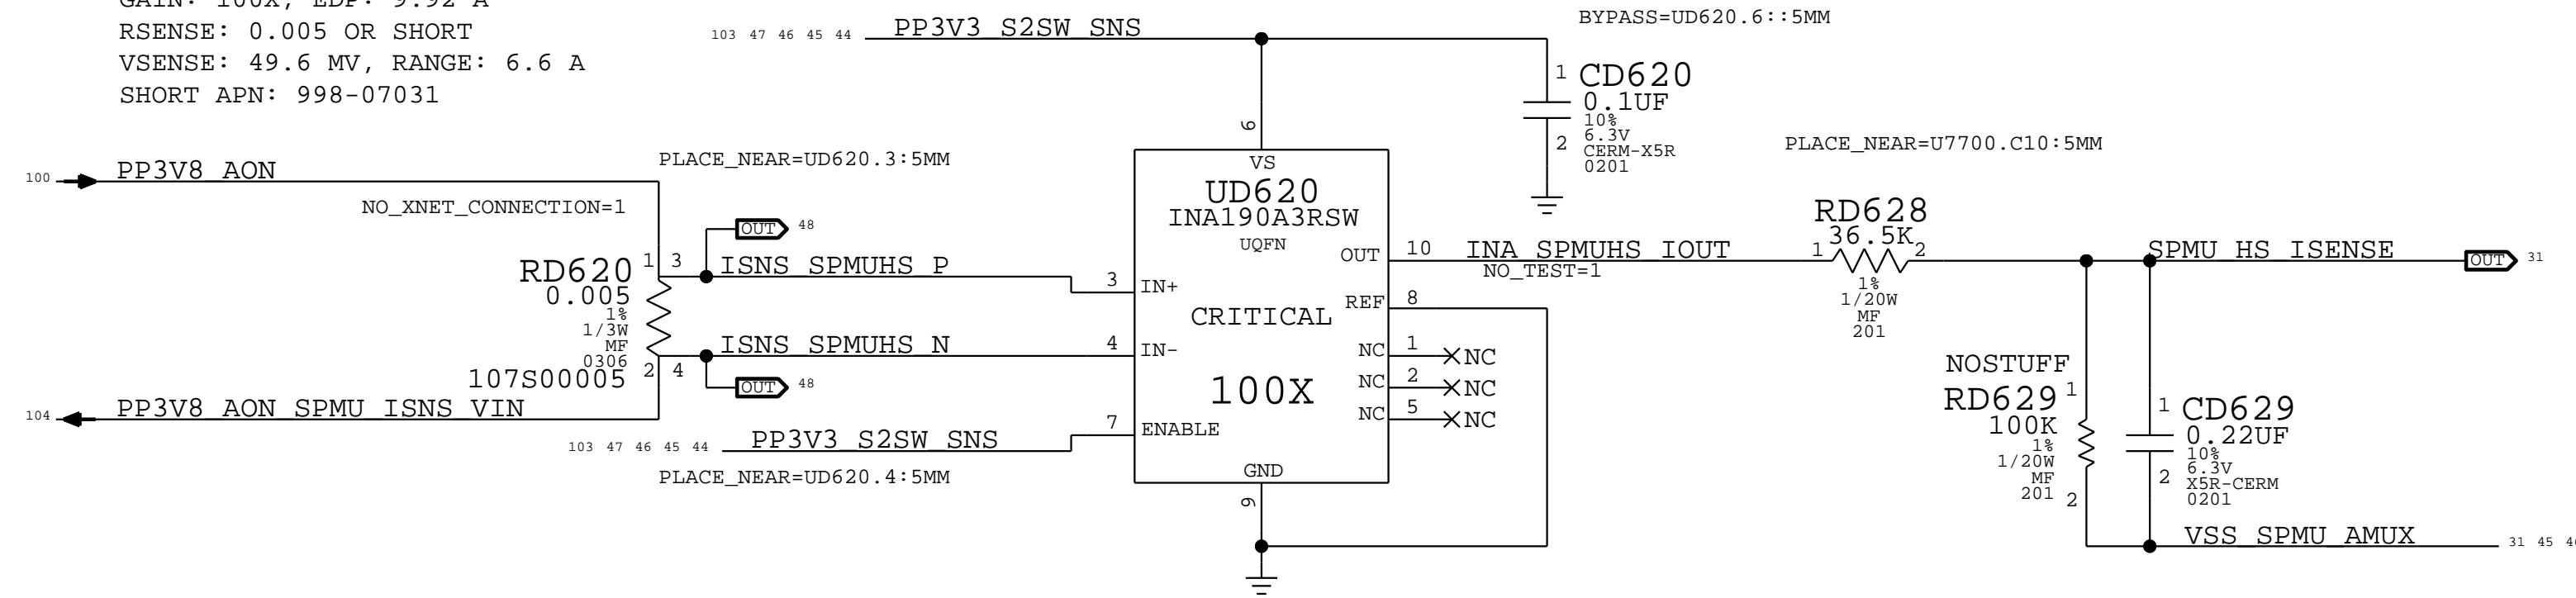 GAIN: 100X, EDP: 9.92 A
RSENSE: 0.005 OR SHORT
VSENSE: 49.6 MV, RANGE: 6.6 A
SHORT APN: 998-07031
103 47 46 45 44 PP3V3_S2SW_SNS
BYPASS=UD620.6::5MM
1 CD620
0.1UF
10%
6.3V
2 CERM-X5R
0201
PLACE_NEAR=U7700.C10:5MM
100 PP3V8_AON
PLACE_NEAR=UD620.3:5MM
NO_XNET_CONNECTION=1
OUT 48
RD620 1 3
0.005
1%
1/3W
MF
0306
107S00005 2 4
ISNS_SPMUHS_P
ISNS_SPMUHS_N
OUT 48
104 PP3V8_AON_SPMU_ISNS_VIN
103 47 46 45 44 PP3V3_S2SW_SNS
PLACE_NEAR=UD620.4:5MM
6
VS
UD620
INA190A3RSW
UQFN
3 IN+
4 IN-
7 ENABLE
CRITICAL
100X
GND
9
OUT 10
REF 8
NC 1 NC
NC 2 NC
NC 5 NC
INA_SPMUHS_IOUT
NO_TEST=1
RD628
36.5K
1 2
1%
1/20W
MF
201
SPMU_HS_ISENSE
OUT 31
NOSTUFF
RD629 1
100K
1%
1/20W
MF
201 2
1 CD629
0.22UF
10%
6.3V
2 X5R-CERM
0201
VSS_SPMU_AMUX 31 45